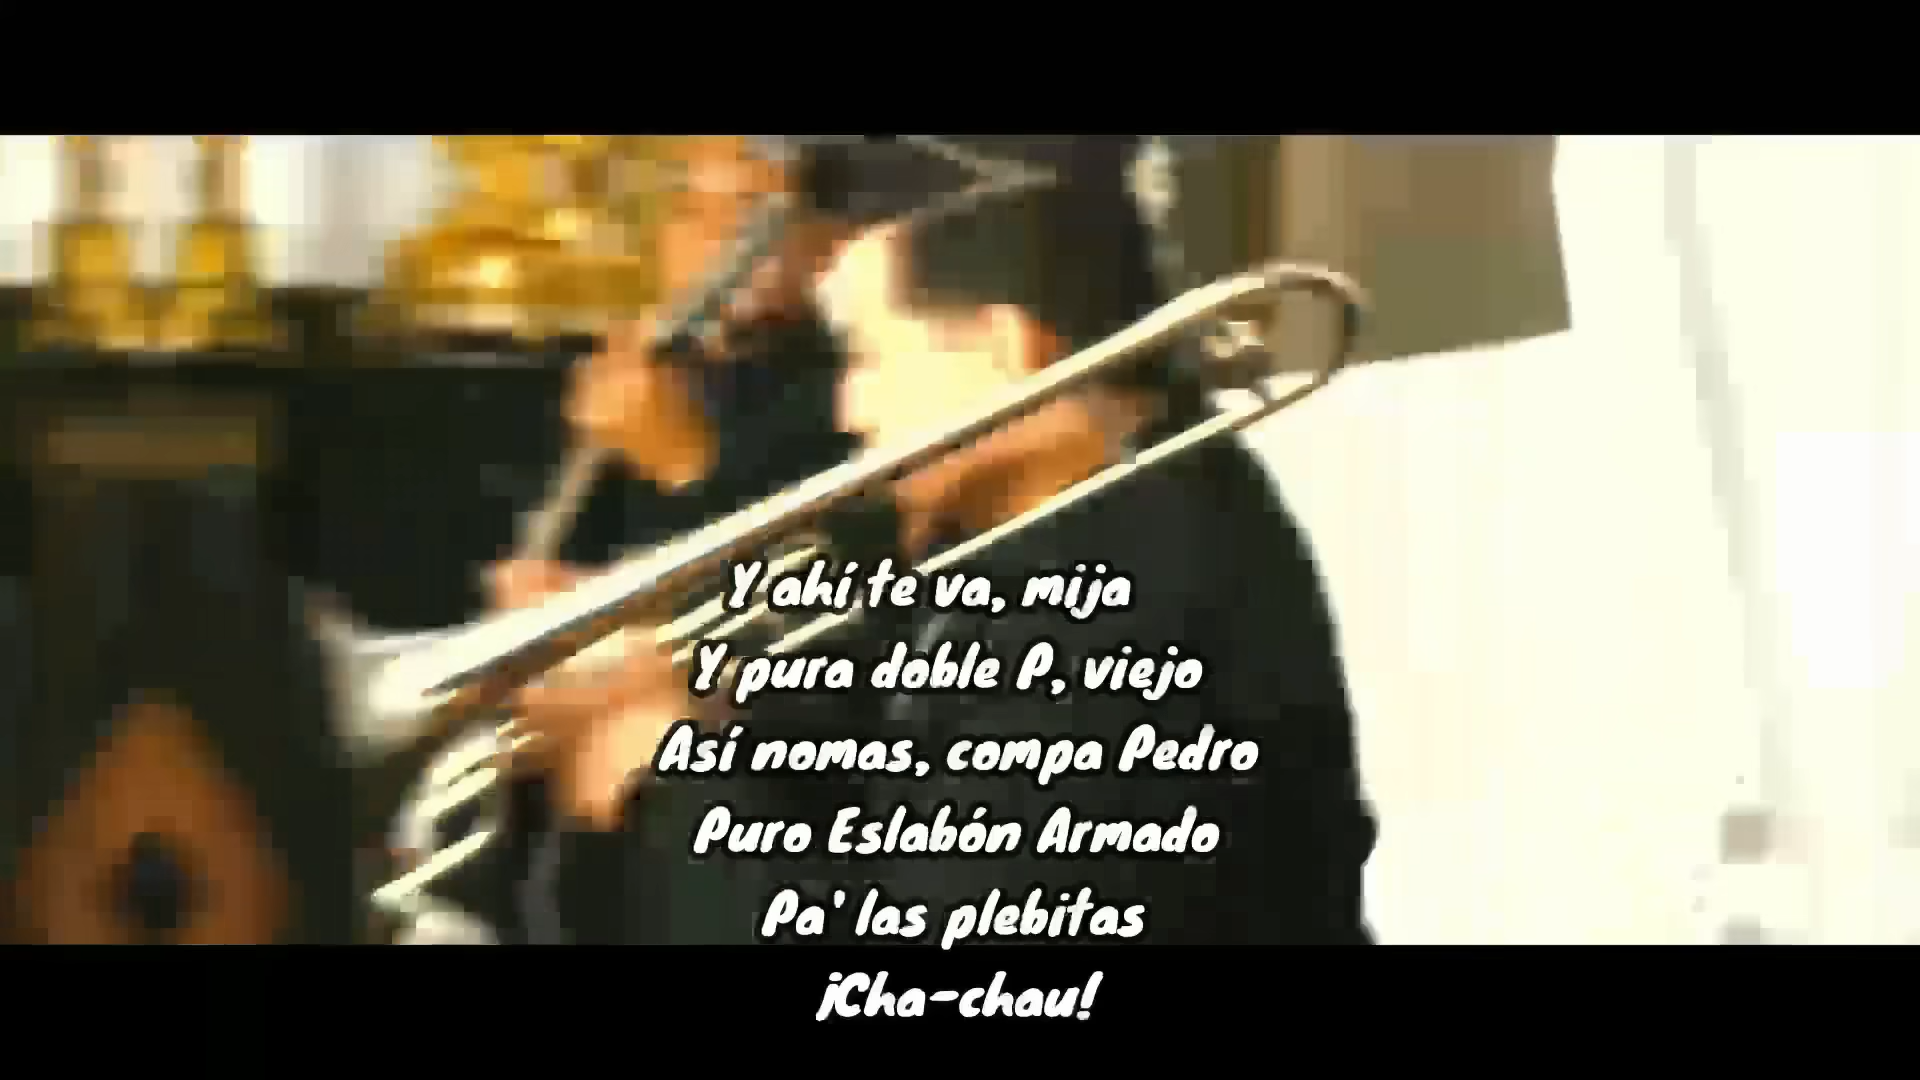 Y ahí te va, mija
Y pura doble P, viejo
Así nomas, compa Pedro
Puro Eslabón Armado
Pa' las plebitas
¡Cha-chau!